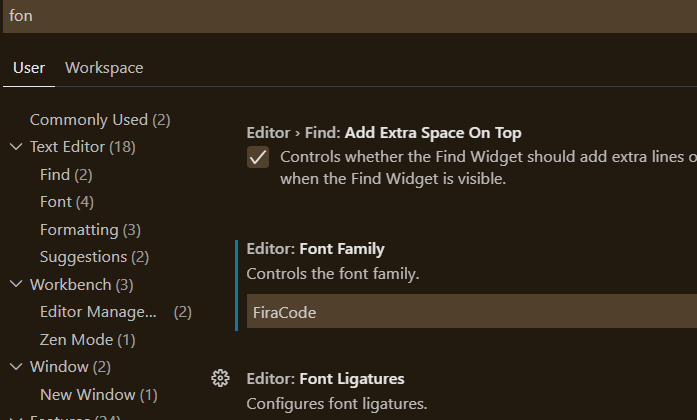 fon
User Workspace
Commonly Used (2)
Text Editor (18)
Find (2)
Font (4)
Formatting (3)
Suggestions (2)
Workbench (3)
Editor Manage... (2)
Zen Mode (1)
Window (2)
New Window (1)
Features (24)
Editor › Find: Add Extra Space On Top
Controls whether the Find Widget should add extra lines o
when the Find Widget is visible.
Editor: Font Family
Controls the font family.
FiraCode
Editor: Font Ligatures
Configures font ligatures.